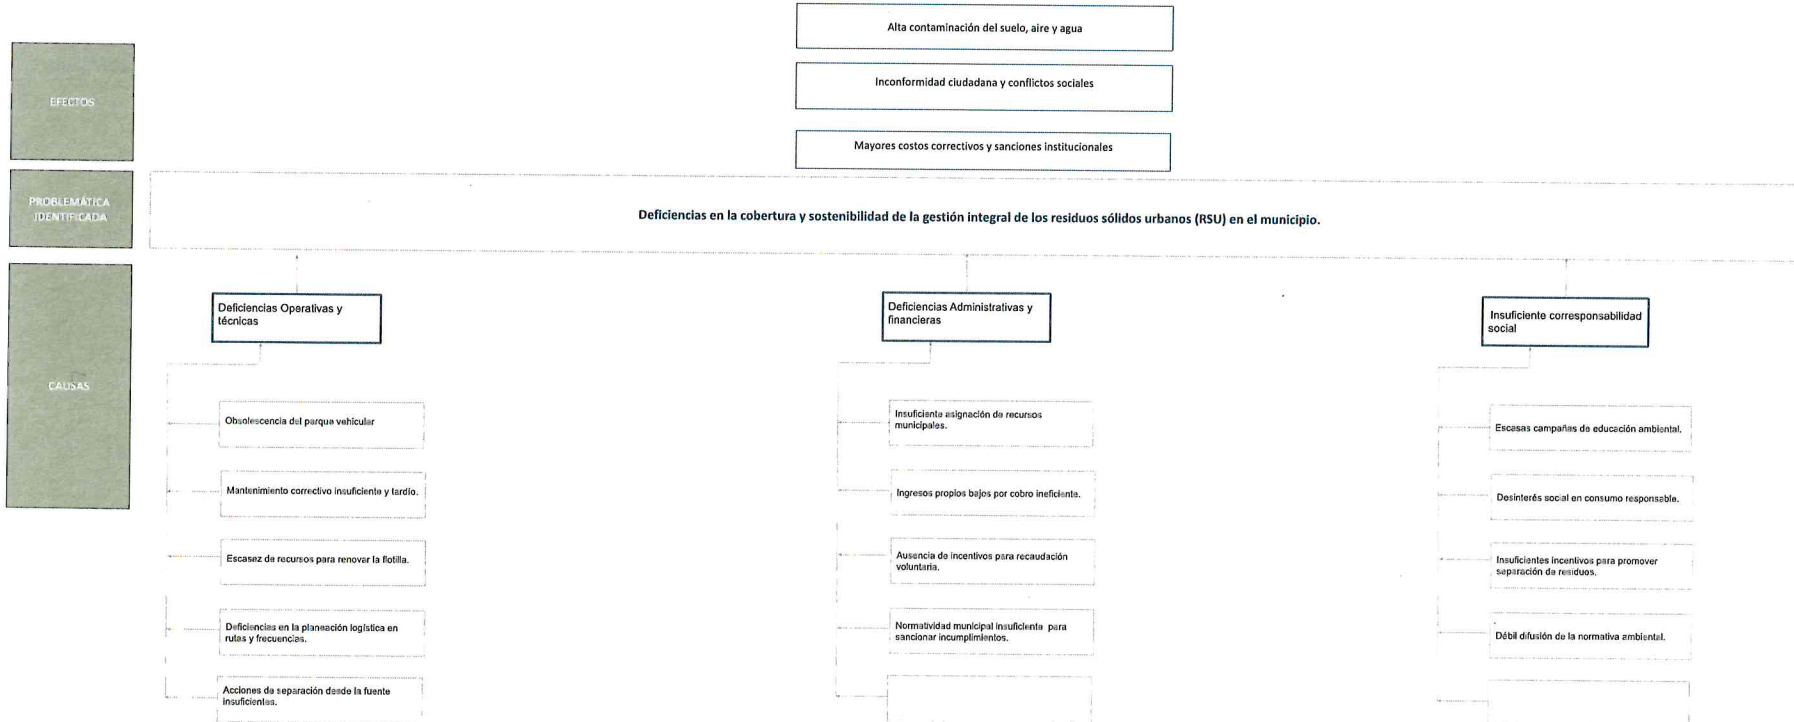 Alta contaminación del suelo, aire y agua
EFECTOS
Inconformidad ciudadana y conflictos sociales
Mayores costos correctivos y sanciones institucionales
PROBLEMÁTICA
IDENTIFICADA
Deficiencias en la cobertura y sostenibilidad de la gestión integral de los residuos sólidos urbanos (RSU) en el municipio.
CAUSAS
Deficiencias Operativas y
técnicas
Obsolescencia del parque vehicular
Mantenimiento correctivo insuficiente y tardío.
Escasez de recursos para renovar la flotilla.
Deficiencias en la planeación logística en
rutas y frecuencias.
Acciones de separación desde la fuente
insuficientes.
Deficiencias Administrativas y
financieras
Insuficiente asignación de recursos
municipales.
Ingresos propios bajos por cobro ineficiente.
Ausencia de incentivos para recaudación
voluntaria.
Normatividad municipal insuficiente para
sancionar incumplimientos.
Insuficiente corresponsabilidad
social
Escasas campañas de educación ambiental.
Desinterés social en consumo responsable.
Insuficientes incentivos para promover
separación de residuos.
Débil difusión de la normativa ambiental.